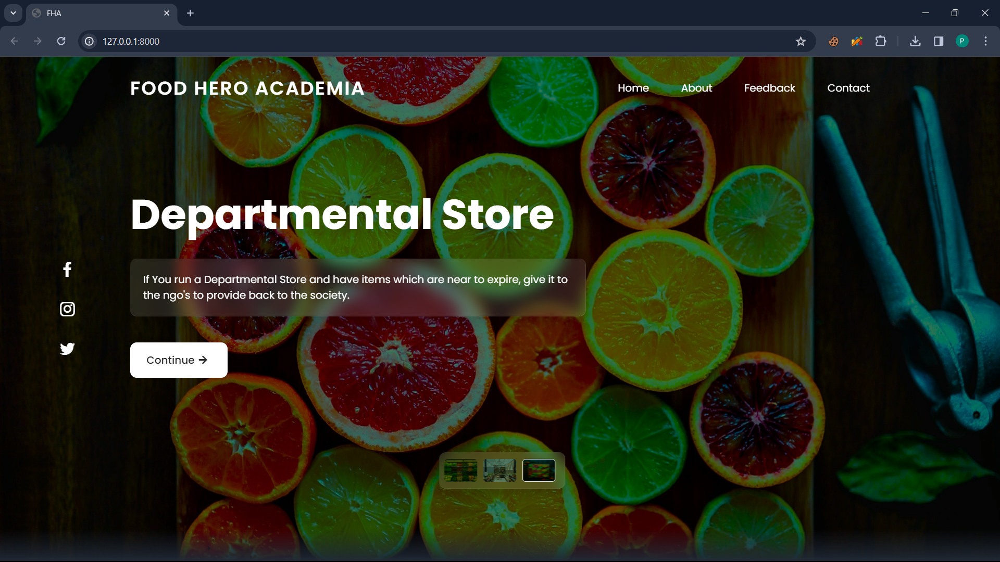 FHA
127.0.0.1:8000
P
FOOD HERO ACADEMIA
Home About Feedback Contact
Departmental Store
If You run a Departmental Store and have items which are near to expire, give it to
the ngo's to provide back to the society.
Continue